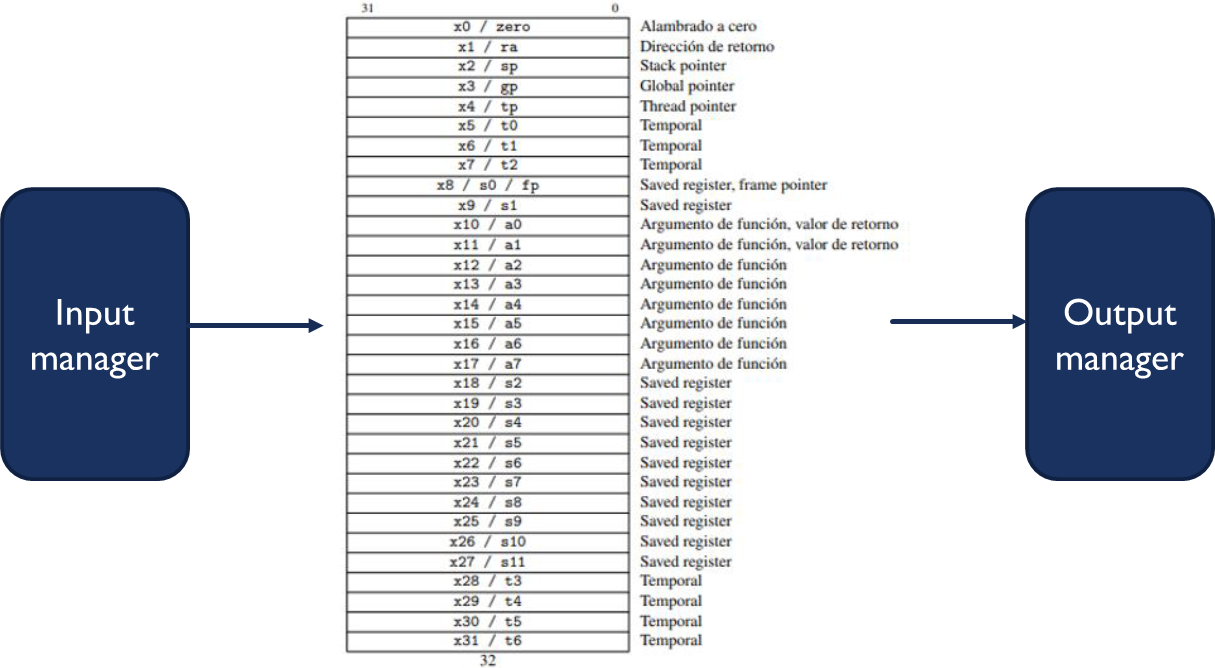 31 0
x0 / zero Alambrado a cero
x1 / ra Dirección de retorno
x2 / sp Stack pointer
x3 / gp Global pointer
x4 / tp Thread pointer
x5 / t0 Temporal
x6 / t1 Temporal
x7 / t2 Temporal
x8 / s0 / fp Saved register, frame pointer
x9 / s1 Saved register
x10 / a0 Argumento de función, valor de retorno
x11 / a1 Argumento de función, valor de retorno
x12 / a2 Argumento de función
x13 / a3 Argumento de función
x14 / a4 Argumento de función
x15 / a5 Argumento de función
x16 / a6 Argumento de función
x17 / a7 Argumento de función
x18 / s2 Saved register
x19 / s3 Saved register
x20 / s4 Saved register
x21 / s5 Saved register
x22 / s6 Saved register
x23 / s7 Saved register
x24 / s8 Saved register
x25 / s9 Saved register
x26 / s10 Saved register
x27 / s11 Saved register
x28 / t3 Temporal
x29 / t4 Temporal
x30 / t5 Temporal
x31 / t6 Temporal
32
Input
manager
Output
manager